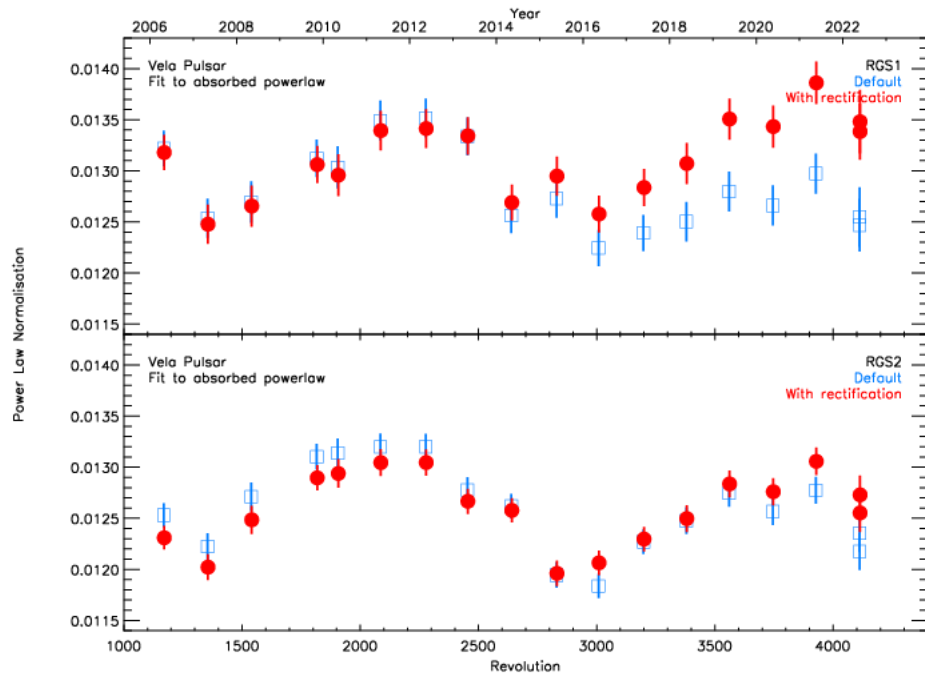 Year
2006 2008 2010 2012 2014 2016 2018 2020 2022
Vela Pulsar
Fit to absorbed powerlaw
RGS1
Default
With rectification
0.0140
0.0135
0.0130
0.0125
0.0120
0.0115
Power Law Normalisation
Vela Pulsar
Fit to absorbed powerlaw
RGS2
Default
With rectification
0.0140
0.0135
0.0130
0.0125
0.0120
0.0115
1000 1500 2000 2500 3000 3500 4000
Revolution